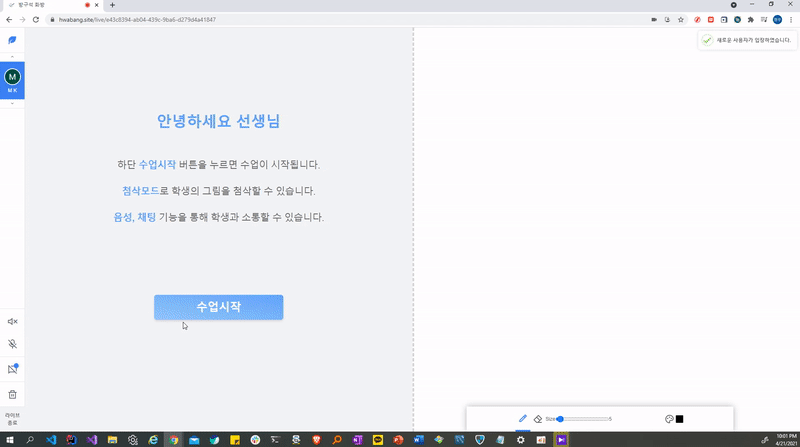 방구석 화방
hwabang.site/live/e43c8394-ab04-439c-9ba6-d279d4a41847
새로운 사용자가 입장하였습니다.
M
M K
안녕하세요 선생님
하단 수업시작 버튼을 누르면 수업이 시작됩니다.
첨삭모드로 학생의 그림을 첨삭할 수 있습니다.
음성, 채팅 기능을 통해 학생과 소통할 수 있습니다.
수업시작
라이브
종료
Size
5
10:01 PM
4/21/2021